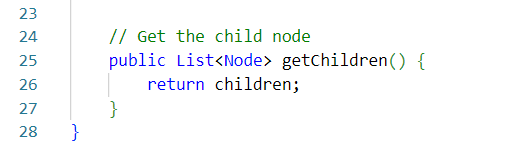 23
24 // Get the child node
25 public List<Node> getChildren() {
26 return children;
27 }
28 }